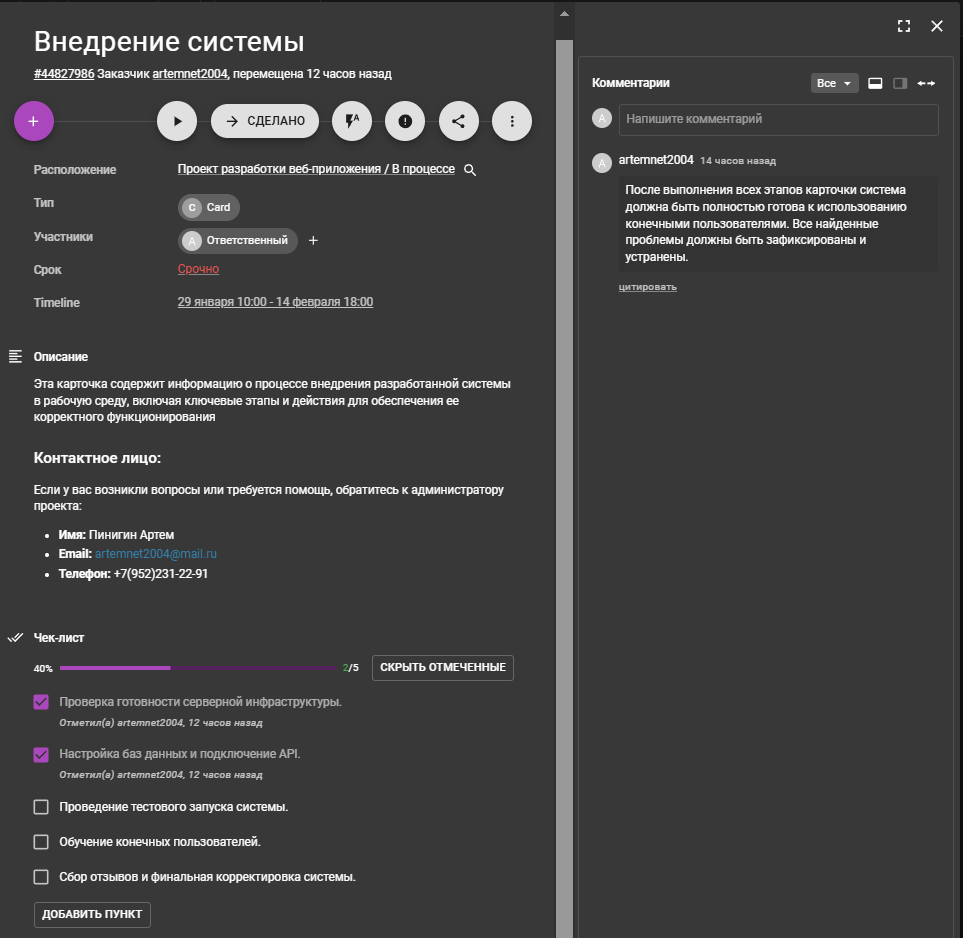 Внедрение системы
#44827986 Заказчик artemnet2004, перемещена 12 часов назад
СДЕЛАНО
Расположение
Проект разработки веб-приложения / В процессе
Тип
C Card
Участники
A Ответственный
Срок
Срочно
Timeline
29 января 10:00 - 14 февраля 18:00
Описание
Эта карточка содержит информацию о процессе внедрения разработанной системы
в рабочую среду, включая ключевые этапы и действия для обеспечения ее
корректного функционирования
Контактное лицо:
Если у вас возникли вопросы или требуется помощь, обратитесь к администратору
проекта:
• Имя: Пинигин Артем
• Email: artemnet2004@mail.ru
• Телефон: +7(952)231-22-91
Чек-лист
40% 2/5 СКРЫТЬ ОТМЕЧЕННЫЕ
Проверка готовности серверной инфраструктуры.
Отметил(а) artemnet2004, 12 часов назад
Настройка баз данных и подключение API.
Отметил(а) artemnet2004, 12 часов назад
Проведение тестового запуска системы.
Обучение конечных пользователей.
Сбор отзывов и финальная корректировка системы.
ДОБАВИТЬ ПУНКТ
Комментарии
Все
A Напишите комментарий
A artemnet2004 14 часов назад
После выполнения всех этапов карточки система
должна быть полностью готова к использованию
конечными пользователями. Все найденные
проблемы должны быть зафиксированы и
устранены.
цитировать